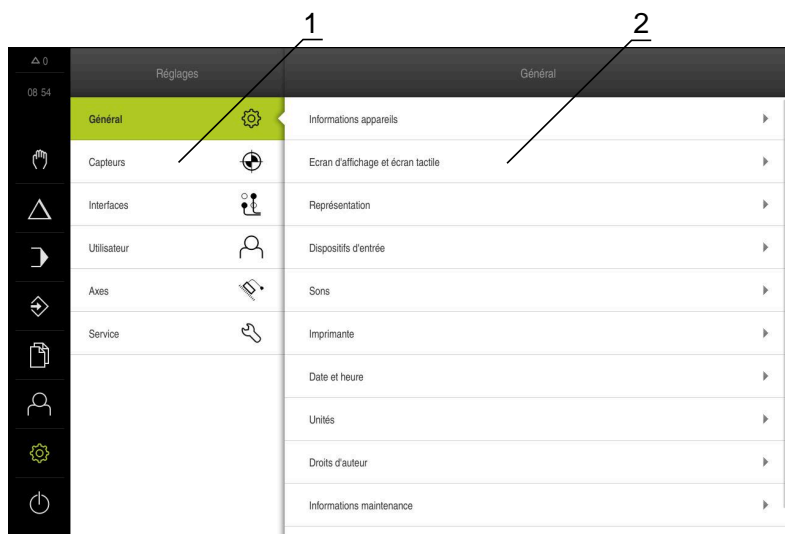 1
2
0
08 54
Réglages
Général
Général
Capteurs
Interfaces
Utilisateur
Axes
Service
Informations appareils
Ecran d'affichage et écran tactile
Représentation
Dispositifs d'entrée
Sons
Imprimante
Date et heure
Unités
Droits d'auteur
Informations maintenance